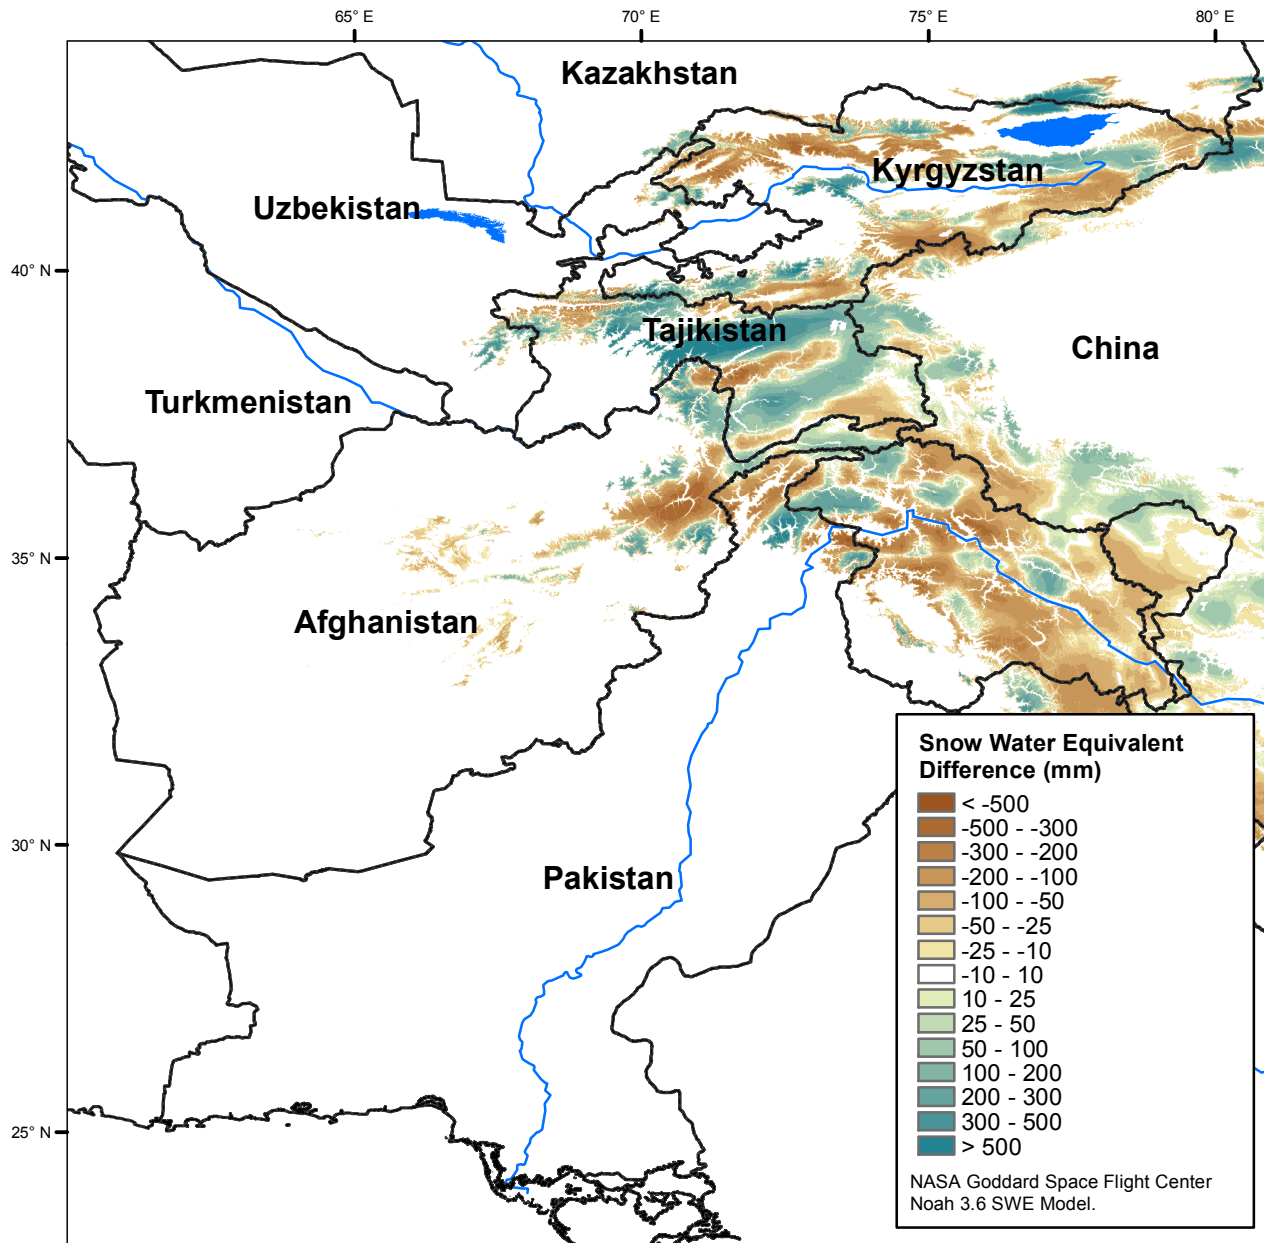 65° E
70° E
75° E
80° E
Kazakhstan
Kyrgyzstan
Uzbekistan
40° N
Tajikistan
China
Turkmenistan
35° N
Afghanistan
Snow Water Equivalent
Difference (mm)
< -500
-500 - -300
-300 - -200
-200 - -100
-100 - -50
-50 - -25
-25 - -10
-10 - 10
10 - 25
25 - 50
50 - 100
100 - 200
200 - 300
300 - 500
> 500
30° N
Pakistan
25° N
NASA Goddard Space Flight Center
Noah 3.6 SWE Model.